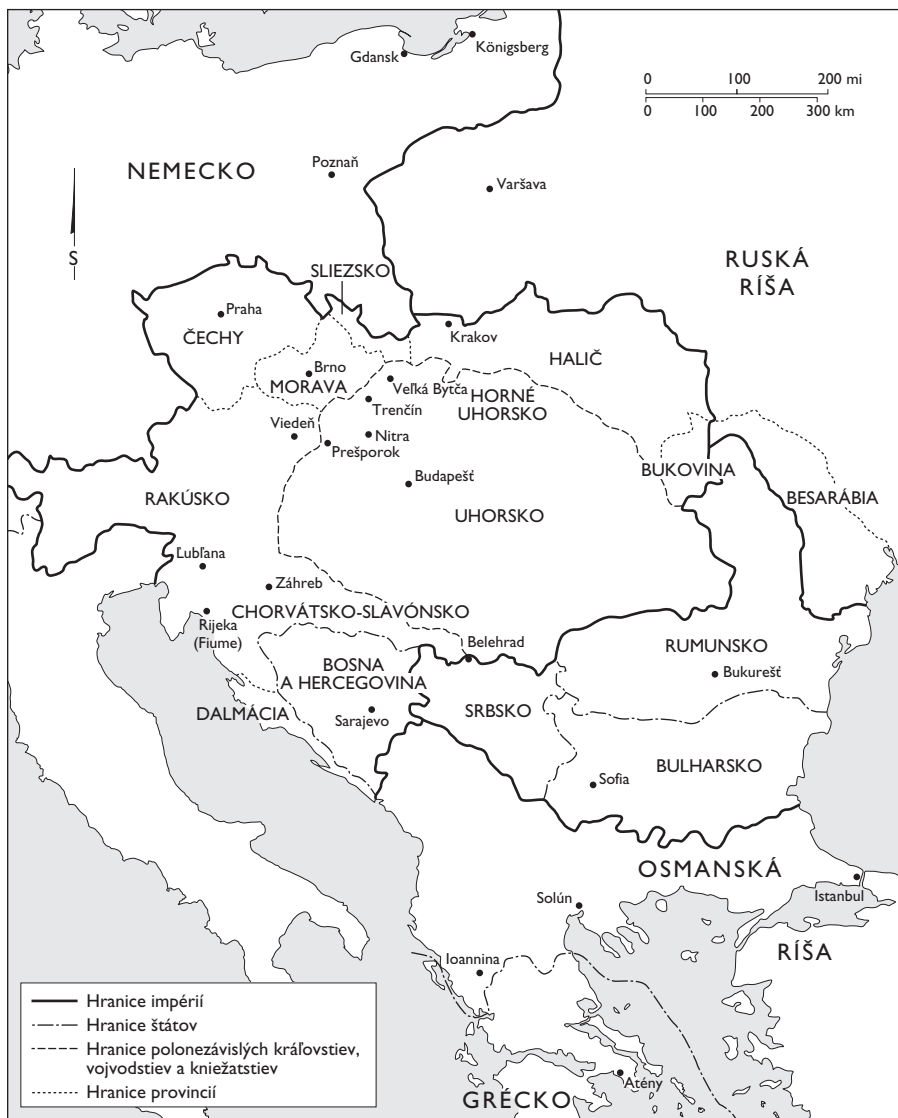 Königsberg
Gdansk
0 100 200 mi
0 100 200 300 km
NEMECKO
Poznaň
Varšava
S
RUSKÁ
RÍŠA
SLIEZSKO
Praha
ČECHY
Krakov
HALIČ
Brno
MORAVA
Veľká Bytča
HORNÉ
UHORSKO
Trenčín
Viedeň
Nitra
Prešporok
BUKOVINA
Budapešť
RAKÚSKO
BESARÁBIA
UHORSKO
Ľubľana
Záhreb
CHORVÁTSKO-SLAVÓNSKO
Rijeka
(Fiume)
Belehrad
RUMUNSKO
BOSNA
A HERCEGOVINA
Bukurešť
DALMÁCIA
Sarajevo
SRBSKO
BULHARSKO
Sofia
OSMANSKÁ
Istanbul
Solún
RÍŠA
Ioannina
Hranice impérií
Hranice štátov
Hranice polonezávislých kráľovstiev,
vojvodstiev a kniežatstiev
Hranice provincií
Atény
GRÉCKO